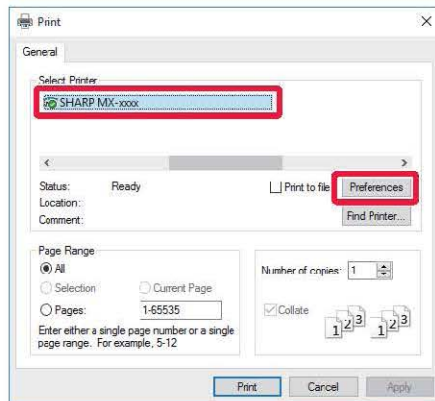 Print
General
Select Printer
SHARP MX-xxxx
Status: Ready
Print to file
Preferences
Location:
Comment:
Find Printer...
Page Range
All
Selection
Current Page
Pages:
1-65535
Enter either a single page number or a single
page range. For example, 5-12
Number of copies:
1
Collate
1 2 3
1 2 3
Print
Cancel
Apply